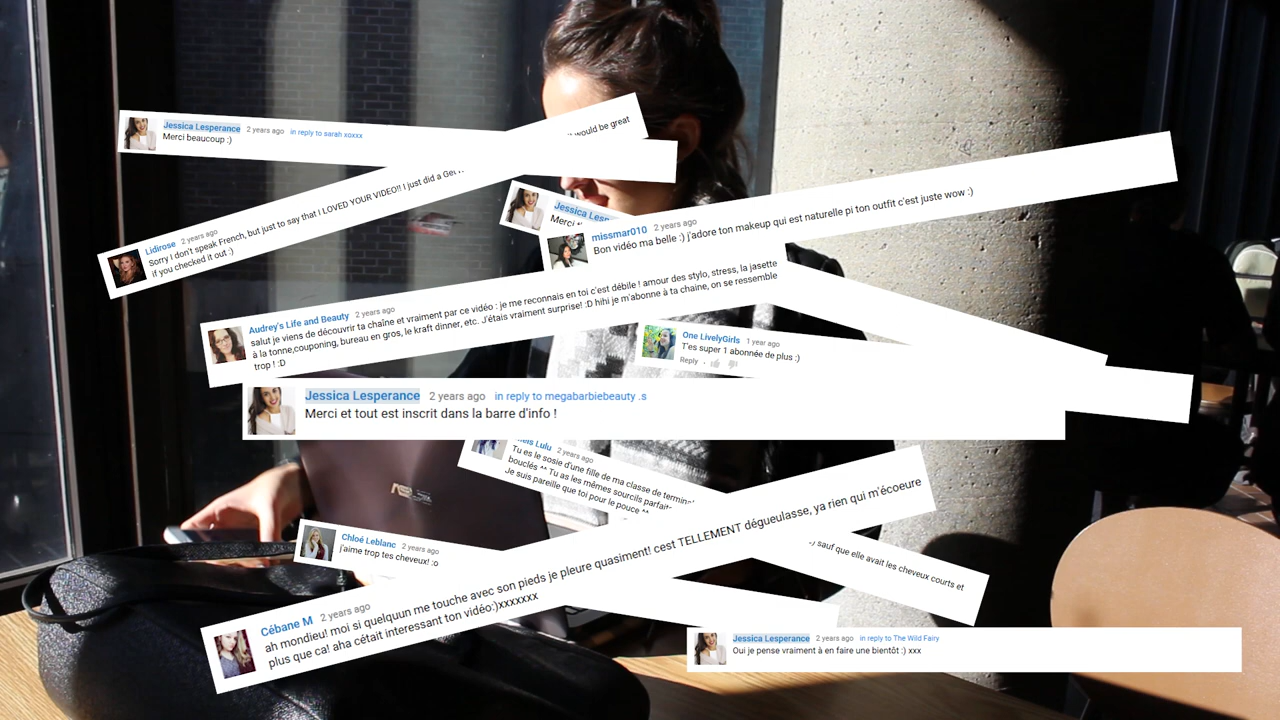 Jessica Lesperance 2 years ago in reply to sarah xoxxx
Merci beaucoup :)
would be great
Lidirose 2 years ago
Sorry I don't speak French, but just to say that I LOVED YOUR VIDEO!! I just did a
if you checked it out :)
Jessica
Merci
missmar010 2 years ago
Bon vidéo ma belle :) j'adore ton makeup qui est naturelle pi ton outfit c'est juste wow :)
Audrey's Life and Beauty 2 years ago
salut je viens de découvrir ta chaîne et vraiment par ce vidéo : je me reconnais en toi c'est débile ! amour des stylo, stress, la jasette
à la tonne,couponing, bureau en gros, le kraft dinner, etc. J'étais vraiment surprise! :D hihi je m'abonne à ta chaine, on se ressemble
trop ! :D
One LivelyGirls 1 year ago
T'es super 1 abonnée de plus :)
Reply
Jessica Lesperance 2 years ago in reply to megabarbiebeauty .s
Merci et tout est inscrit dans la barre d'info !
Lulu 2 years ago
Tu es le sosie d'une fille de ma classe de
:) sauf que elle avait les cheveux courts et
bouclés ^^ Tu as les mêmes sourcils parfait
Je suis pareille que toi pour le pouce ^^
Chloé Leblanc 2 years ago
j'aime trop tes cheveux! :o
Cébane M 2 years ago
ah mondieu! moi si quelquun me touche avec son pieds je pleure quasiment! cest TELLEMENT dégueulasse, ya rien qui m'écoeure
plus que ca! aha cétait interessant ton vidéo:)xxxxxxx
Jessica Lesperance 2 years ago in reply to The Wild Fairy
Oui je pense vraiment à en faire une bientôt :) xxx